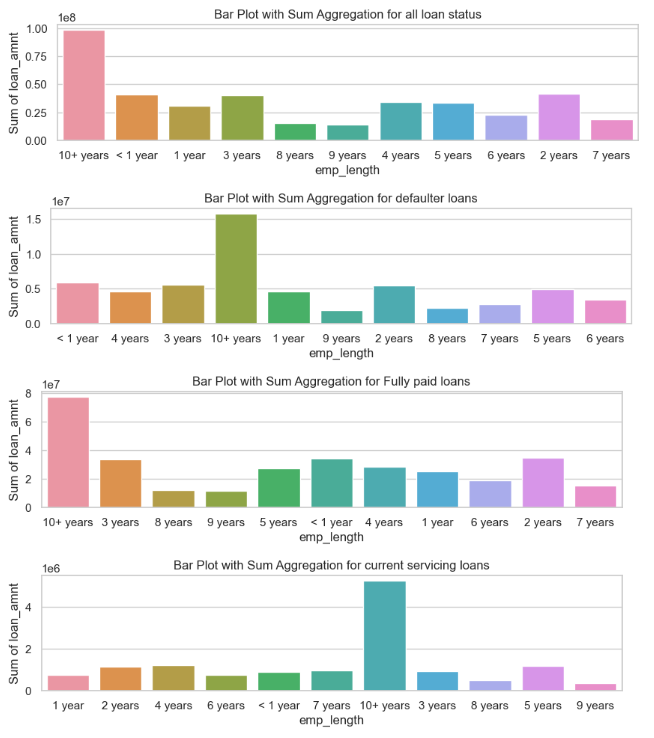 Bar Plot with Sum Aggregation for all loan status
1e8
Sum of loan_amnt
1.00
0.75
0.50
0.25
0.00
10+ years < 1 year 1 year 3 years 8 years 9 years 4 years 5 years 6 years 2 years 7 years
emp_length
Bar Plot with Sum Aggregation for defaulter loans
1e7
Sum of loan_amnt
1.5
1.0
0.5
0.0
< 1 year 4 years 3 years 10+ years 1 year 9 years 2 years 8 years 7 years 5 years 6 years
emp_length
Bar Plot with Sum Aggregation for Fully paid loans
1e7
Sum of loan_amnt
8
6
4
2
0
10+ years 3 years 8 years 9 years 5 years < 1 year 4 years 1 year 6 years 2 years 7 years
emp_length
Bar Plot with Sum Aggregation for current servicing loans
1e6
Sum of loan_amnt
4
2
0
1 year 2 years 4 years 6 years < 1 year 7 years 10+ years 3 years 8 years 5 years 9 years
emp_length